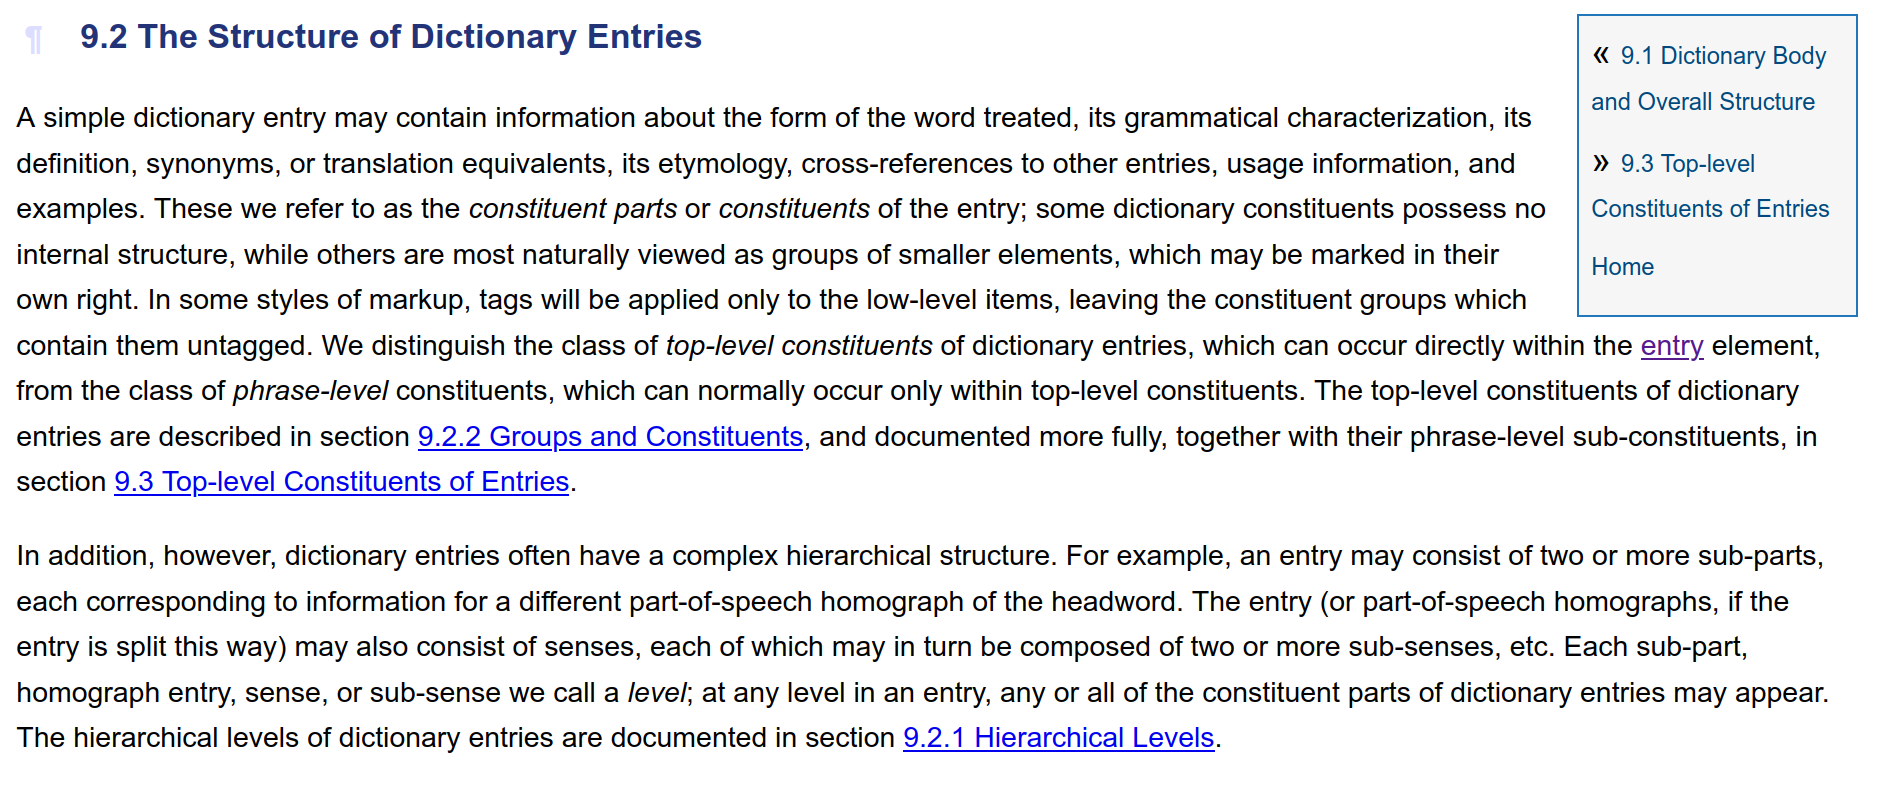 ¶ 9.2 The Structure of Dictionary Entries
« 9.1 Dictionary Body
and Overall Structure
» 9.3 Top-level
Constituents of Entries
Home
A simple dictionary entry may contain information about the form of the word treated, its grammatical characterization, its
definition, synonyms, or translation equivalents, its etymology, cross-references to other entries, usage information, and
examples. These we refer to as the constituent parts or constituents of the entry; some dictionary constituents possess no
internal structure, while others are most naturally viewed as groups of smaller elements, which may be marked in their
own right. In some styles of markup, tags will be applied only to the low-level items, leaving the constituent groups which
contain them untagged. We distinguish the class of top-level constituents of dictionary entries, which can occur directly within the entry element,
from the class of phrase-level constituents, which can normally occur only within top-level constituents. The top-level constituents of dictionary
entries are described in section 9.2.2 Groups and Constituents, and documented more fully, together with their phrase-level sub-constituents, in
section 9.3 Top-level Constituents of Entries.
In addition, however, dictionary entries often have a complex hierarchical structure. For example, an entry may consist of two or more sub-parts,
each corresponding to information for a different part-of-speech homograph of the headword. The entry (or part-of-speech homographs, if the
entry is split this way) may also consist of senses, each of which may in turn be composed of two or more sub-senses, etc. Each sub-part,
homograph entry, sense, or sub-sense we call a level; at any level in an entry, any or all of the constituent parts of dictionary entries may appear.
The hierarchical levels of dictionary entries are documented in section 9.2.1 Hierarchical Levels.